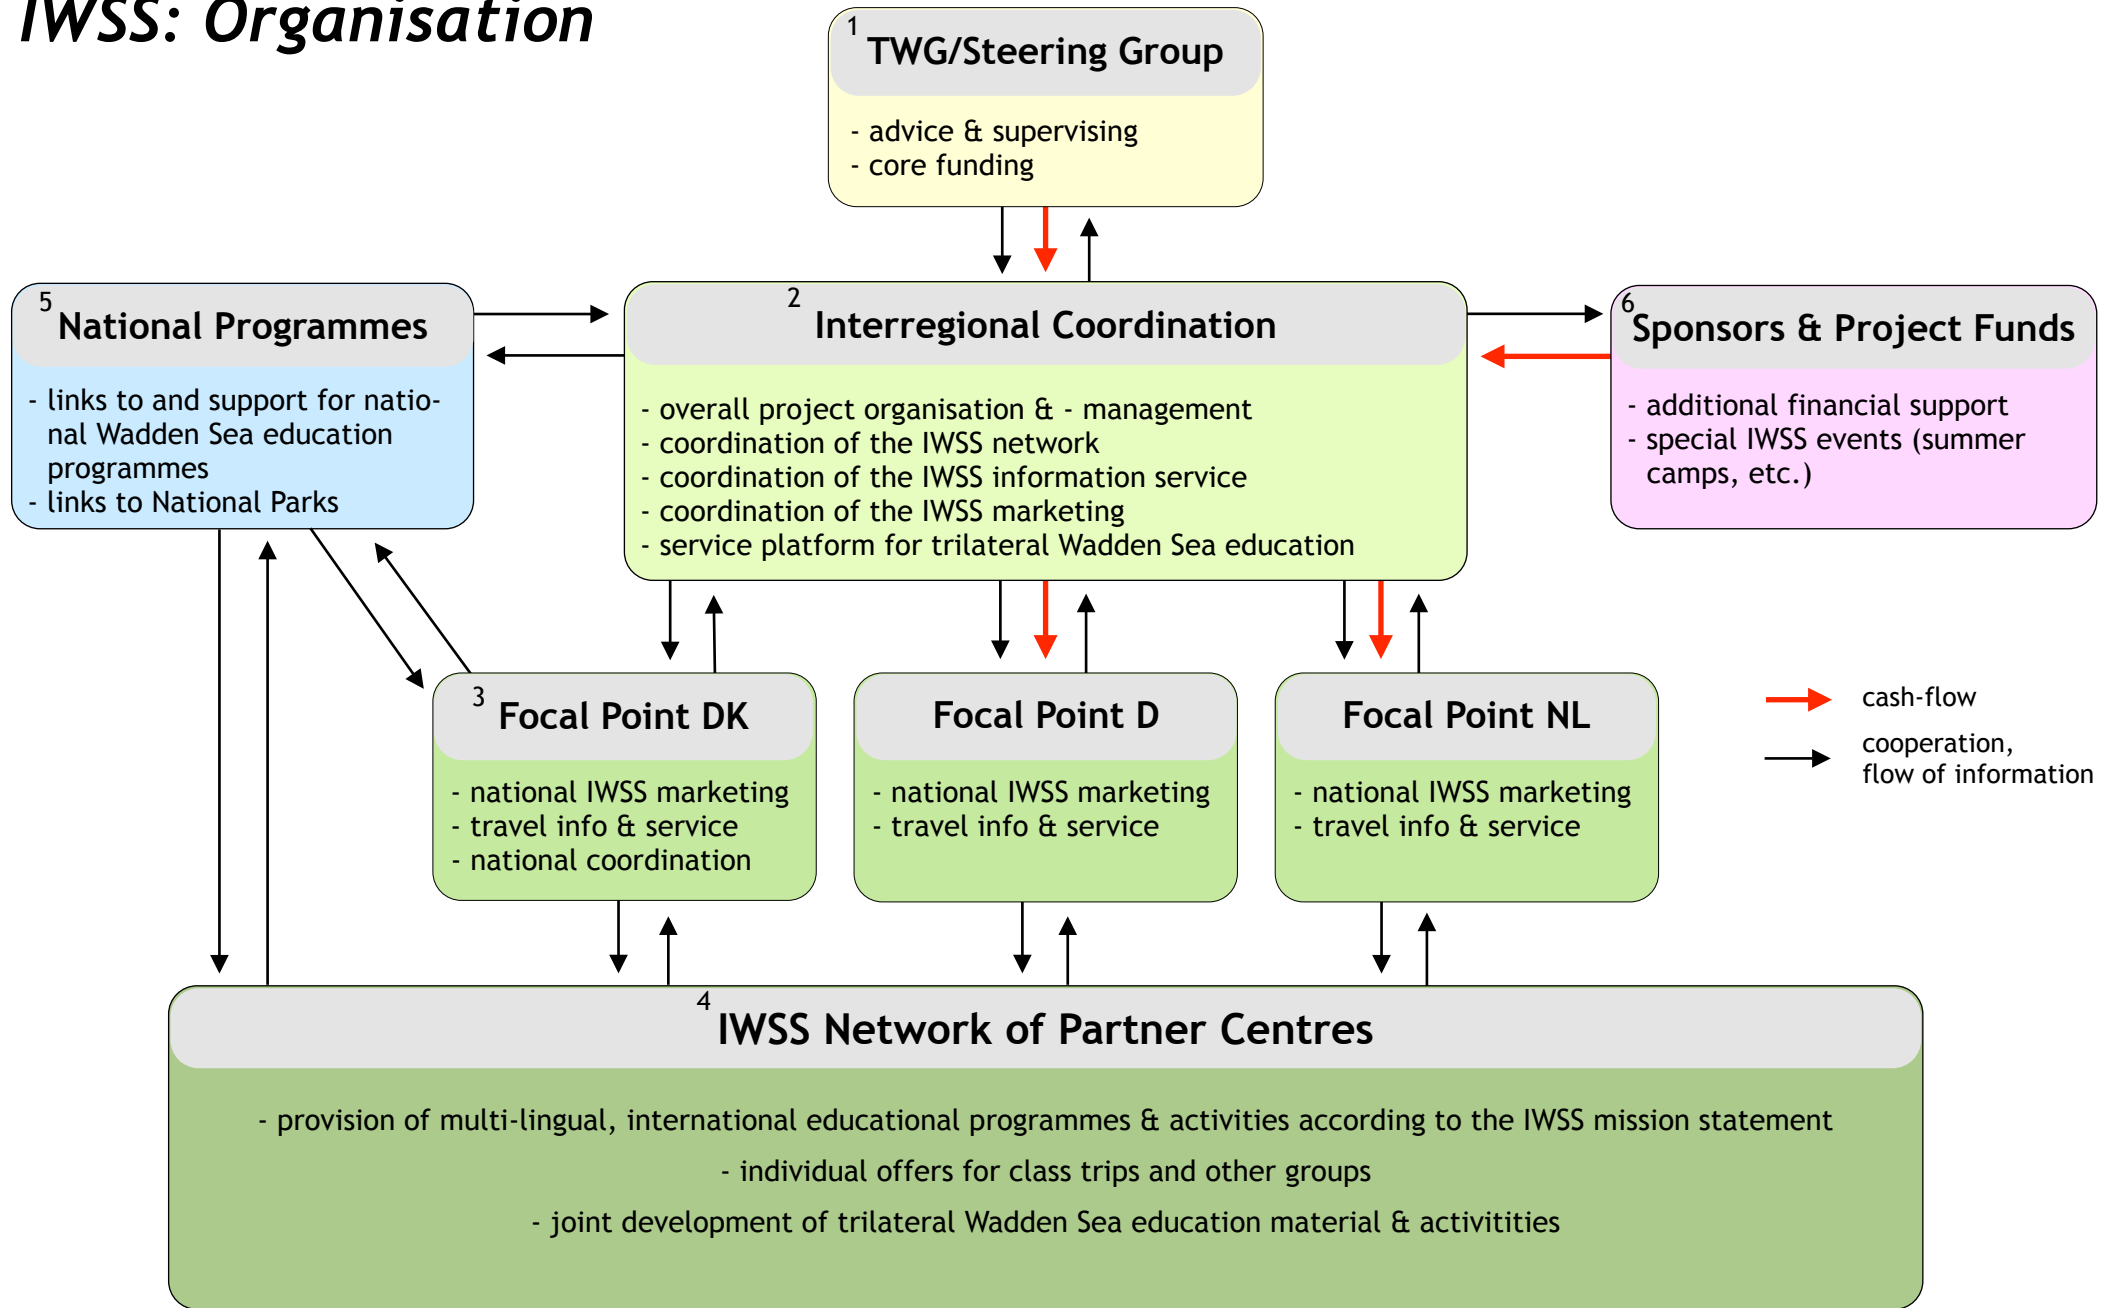 IWSS: Organisation
1
TWG/Steering Group
- advice & supervising
- core funding
5
National Programmes
- links to and support for natio-
nal Wadden Sea education
programmes
- links to National Parks
2
Interregional Coordination
- overall project organisation & - management
- coordination of the IWSS network
- coordination of the IWSS information service
- coordination of the IWSS marketing
- service platform for trilateral Wadden Sea education
6
Sponsors & Project Funds
- additional financial support
- special IWSS events (summer
camps, etc.)
3
Focal Point DK
- national IWSS marketing
- travel info & service
- national coordination
Focal Point D
- national IWSS marketing
- travel info & service
Focal Point NL
- national IWSS marketing
- travel info & service
cash-flow
cooperation,
flow of information
4
IWSS Network of Partner Centres
- provision of multi-lingual, international educational programmes & activities according to the IWSS mission statement
- individual offers for class trips and other groups
- joint development of trilateral Wadden Sea education material & activitities